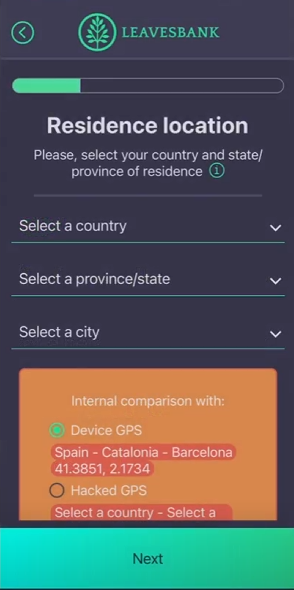 LEAVESBANK
Residence location
Please, select your country and state/
province of residence
Select a country
Select a province/state
Select a city
Internal comparison with:
Device GPS
Spain - Catalonia - Barcelona
41.3851, 2.1734
Hacked GPS
Select a country - Select a
Next